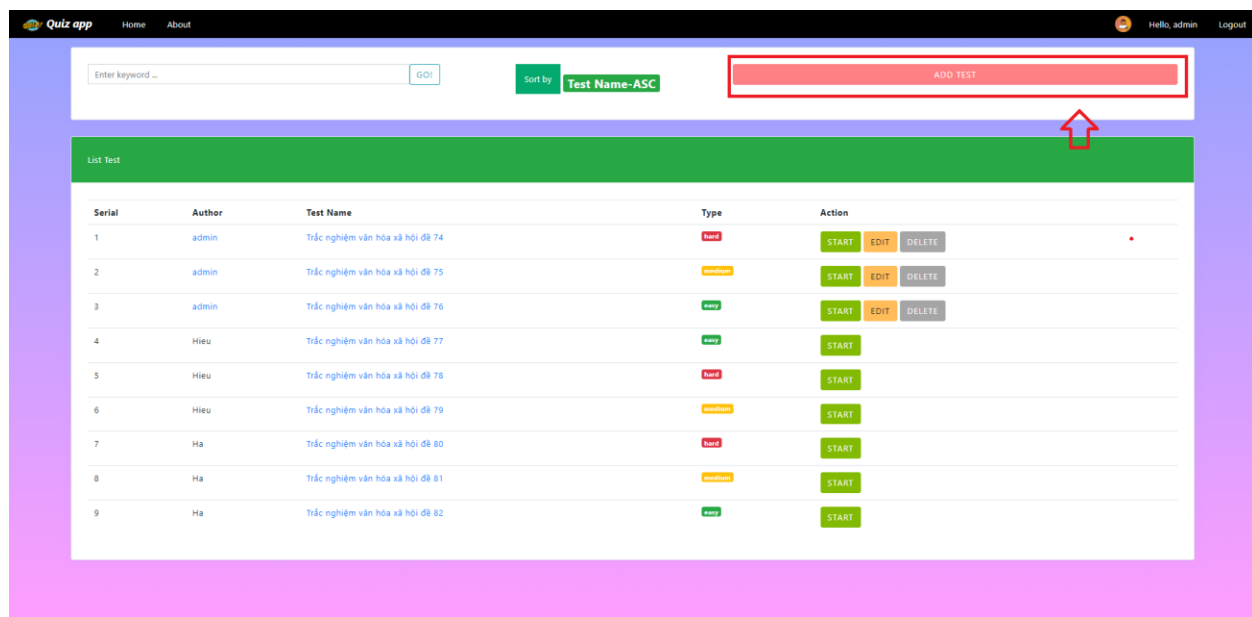 Quiz app Home About Hello, admin Logout
Enter keyword ... GO! Sort by Test Name-ASC ADD TEST
List Test
Serial Author Test Name Type Action
1 admin Trắc nghiệm văn hóa xã hội đề 74 hard START EDIT DELETE
2 admin Trắc nghiệm văn hóa xã hội đề 75 medium START EDIT DELETE
3 admin Trắc nghiệm văn hóa xã hội đề 76 easy START EDIT DELETE
4 Hieu Trắc nghiệm văn hóa xã hội đề 77 easy START
5 Hieu Trắc nghiệm văn hóa xã hội đề 78 hard START
6 Hieu Trắc nghiệm văn hóa xã hội đề 79 medium START
7 Ha Trắc nghiệm văn hóa xã hội đề 80 hard START
8 Ha Trắc nghiệm văn hóa xã hội đề 81 medium START
9 Ha Trắc nghiệm văn hóa xã hội đề 82 easy START